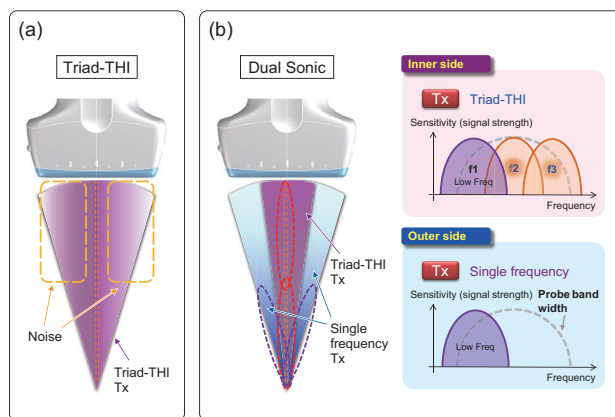 (a)
Triad-THI
Noise
Triad-THI
Tx
(b)
Dual Sonic
Triad-THI
Tx
Single
frequency
Tx
Inner side
Tx Triad-THI
Sensitivity (signal strength)
f1 f2 f3
Low Freq
Frequency
Outer side
Tx Single frequency
Sensitivity (signal strength)
Probe band
width
Low Freq
Frequency